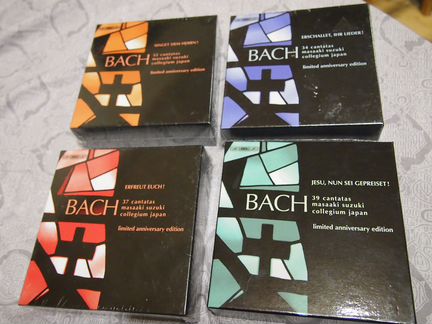 SINGET DEM HERRN!
BACH
52 cantatas
masaaki suzuki
collegium japan
limited anniversary edition
ERSCHALLET, IHR LIEDER!
BACH
34 cantatas
masaaki suzuki
collegium japan
limited anniversary edition
ERFREUT EUCH!
BACH
37 cantatas
masaaki suzuki
collegium japan
limited anniversary edition
JESU, NUN SEI GEPREISET!
BACH
39 cantatas
masaaki suzuki
collegium japan
limited anniversary edition